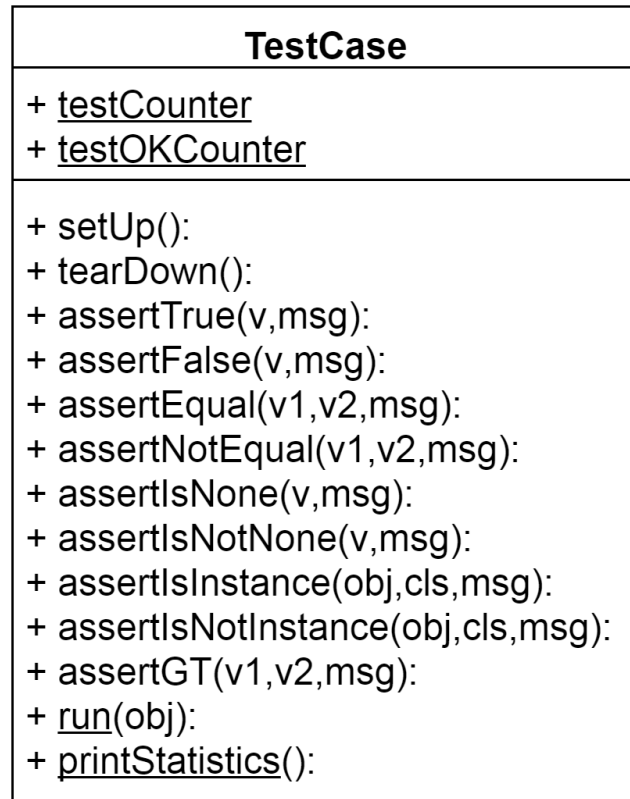 TestCase
+ testCounter
+ testOKCounter
+ setUp():
+ tearDown():
+ assertTrue(v,msg):
+ assertFalse(v,msg):
+ assertEqual(v1,v2,msg):
+ assertNotEqual(v1,v2,msg):
+ assertIsNone(v,msg):
+ assertIsNotNone(v,msg):
+ assertIsInstance(obj,cls,msg):
+ assertIsNotInstance(obj,cls,msg):
+ assertGT(v1,v2,msg):
+ run(obj):
+ printStatistics():